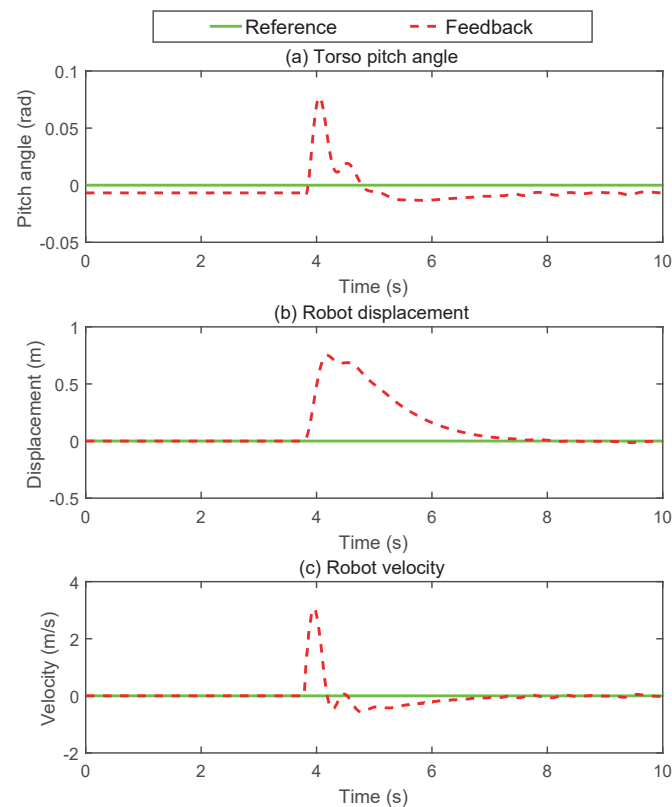 Reference Feedback
(a) Torso pitch angle
0.1
0.05
0
-0.05
Pitch angle (rad)
0 2 4 6 8 10
Time (s)
(b) Robot displacement
1
0.5
0
-0.5
Displacement (m)
0 2 4 6 8 10
Time (s)
(c) Robot velocity
4
2
0
-2
Velocity (m/s)
0 2 4 6 8 10
Time (s)